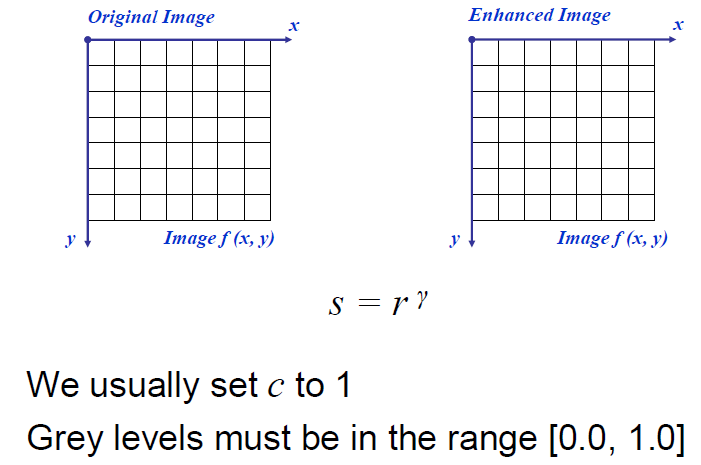 Original Image
x
Enhanced Image
x
y
Image f (x, y)
y
Image f (x, y)
s = r^γ
We usually set c to 1
Grey levels must be in the range [0.0, 1.0]